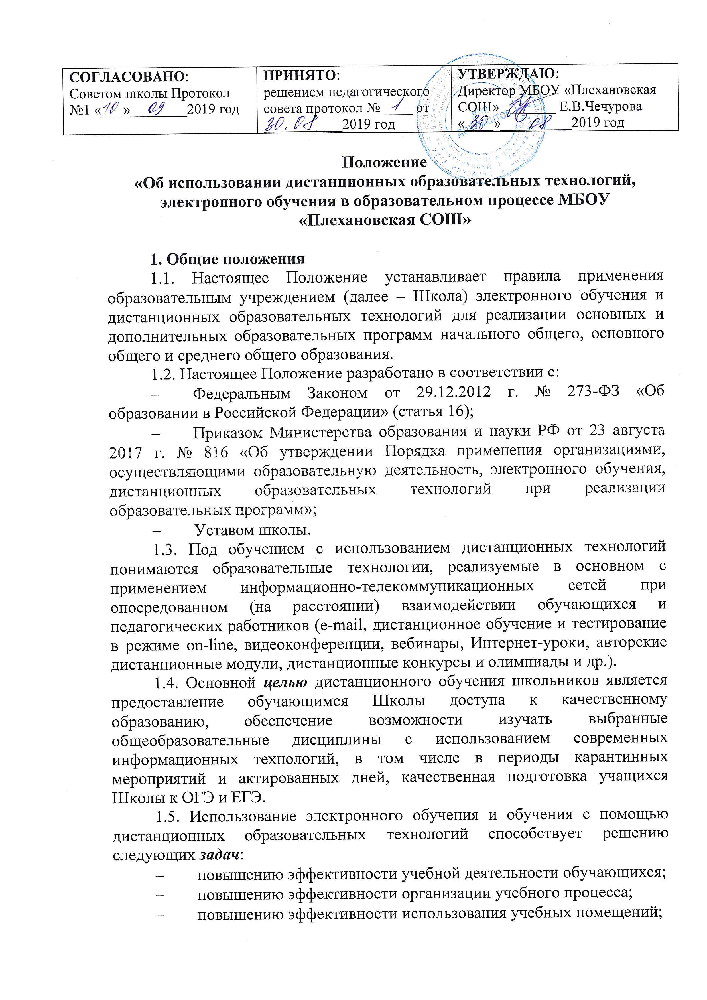 СОГЛАСОВАНО:
Советом школы Протокол
№1 «10» 09 2019 год
ПРИНЯТО:
решением педагогического
совета протокол № 1 от
30.08. 2019 год
УТВЕРЖДАЮ:
Директор МБОУ «Плехановская
СОШ» Е.В.Чечурова
«30» 08 2019 год
Положение
«Об использовании дистанционных образовательных технологий,
электронного обучения в образовательном процессе МБОУ
«Плехановская СОШ»
1. Общие положения
1.1. Настоящее Положение устанавливает правила применения
образовательным учреждением (далее – Школа) электронного обучения и
дистанционных образовательных технологий для реализации основных и
дополнительных образовательных программ начального общего, основного
общего и среднего общего образования.
1.2. Настоящее Положение разработано в соответствии с:
– Федеральным Законом от 29.12.2012 г. № 273-ФЗ «Об
образовании в Российской Федерации» (статья 16);
– Приказом Министерства образования и науки РФ от 23 августа
2017 г. № 816 «Об утверждении Порядка применения организациями,
осуществляющими образовательную деятельность, электронного обучения,
дистанционных образовательных технологий при реализации
образовательных программ»;
– Уставом школы.
1.3. Под обучением с использованием дистанционных технологий
понимаются образовательные технологии, реализуемые в основном с
применением информационно-телекоммуникационных сетей при
опосредованном (на расстоянии) взаимодействии обучающихся и
педагогических работников (e-mail, дистанционное обучение и тестирование
в режиме on-line, видеоконференции, вебинары, Интернет-уроки, авторские
дистанционные модули, дистанционные конкурсы и олимпиады и др.).
1.4. Основной целью дистанционного обучения школьников является
предоставление обучающимся Школы доступа к качественному
образованию, обеспечение возможности изучать выбранные
общеобразовательные дисциплины с использованием современных
информационных технологий, в том числе в периоды карантинных
мероприятий и актированных дней, качественная подготовка учащихся
Школы к ОГЭ и ЕГЭ.
1.5. Использование электронного обучения и обучения с помощью
дистанционных образовательных технологий способствует решению
следующих задач:
– повышению эффективности учебной деятельности обучающихся;
– повышению эффективности организации учебного процесса;
– повышению эффективности использования учебных помещений;